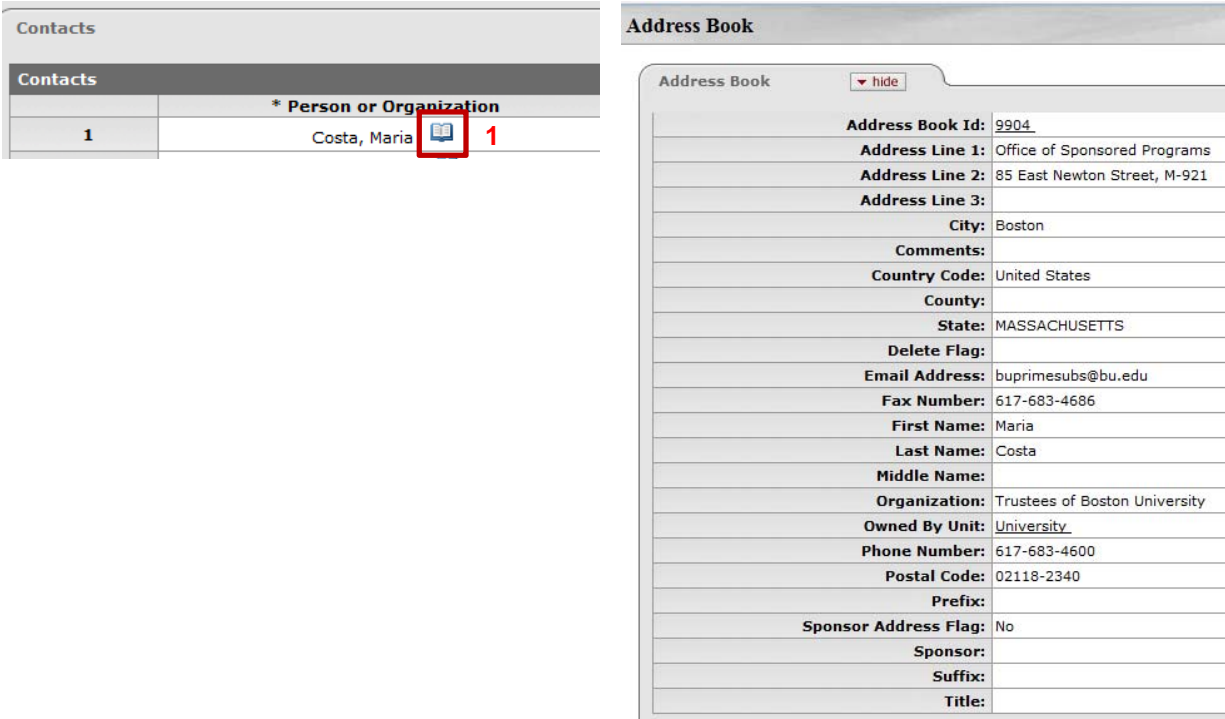 Contacts
Contacts
* Person or Organization
1 Costa, Maria 1
Address Book
Address Book hide
Address Book Id: 9904
Address Line 1: Office of Sponsored Programs
Address Line 2: 85 East Newton Street, M-921
Address Line 3:
City: Boston
Comments:
Country Code: United States
County:
State: MASSACHUSETTS
Delete Flag:
Email Address: buprimesubs@bu.edu
Fax Number: 617-683-4686
First Name: Maria
Last Name: Costa
Middle Name:
Organization: Trustees of Boston University
Owned By Unit: University
Phone Number: 617-683-4600
Postal Code: 02118-2340
Prefix:
Sponsor Address Flag: No
Sponsor:
Suffix:
Title: